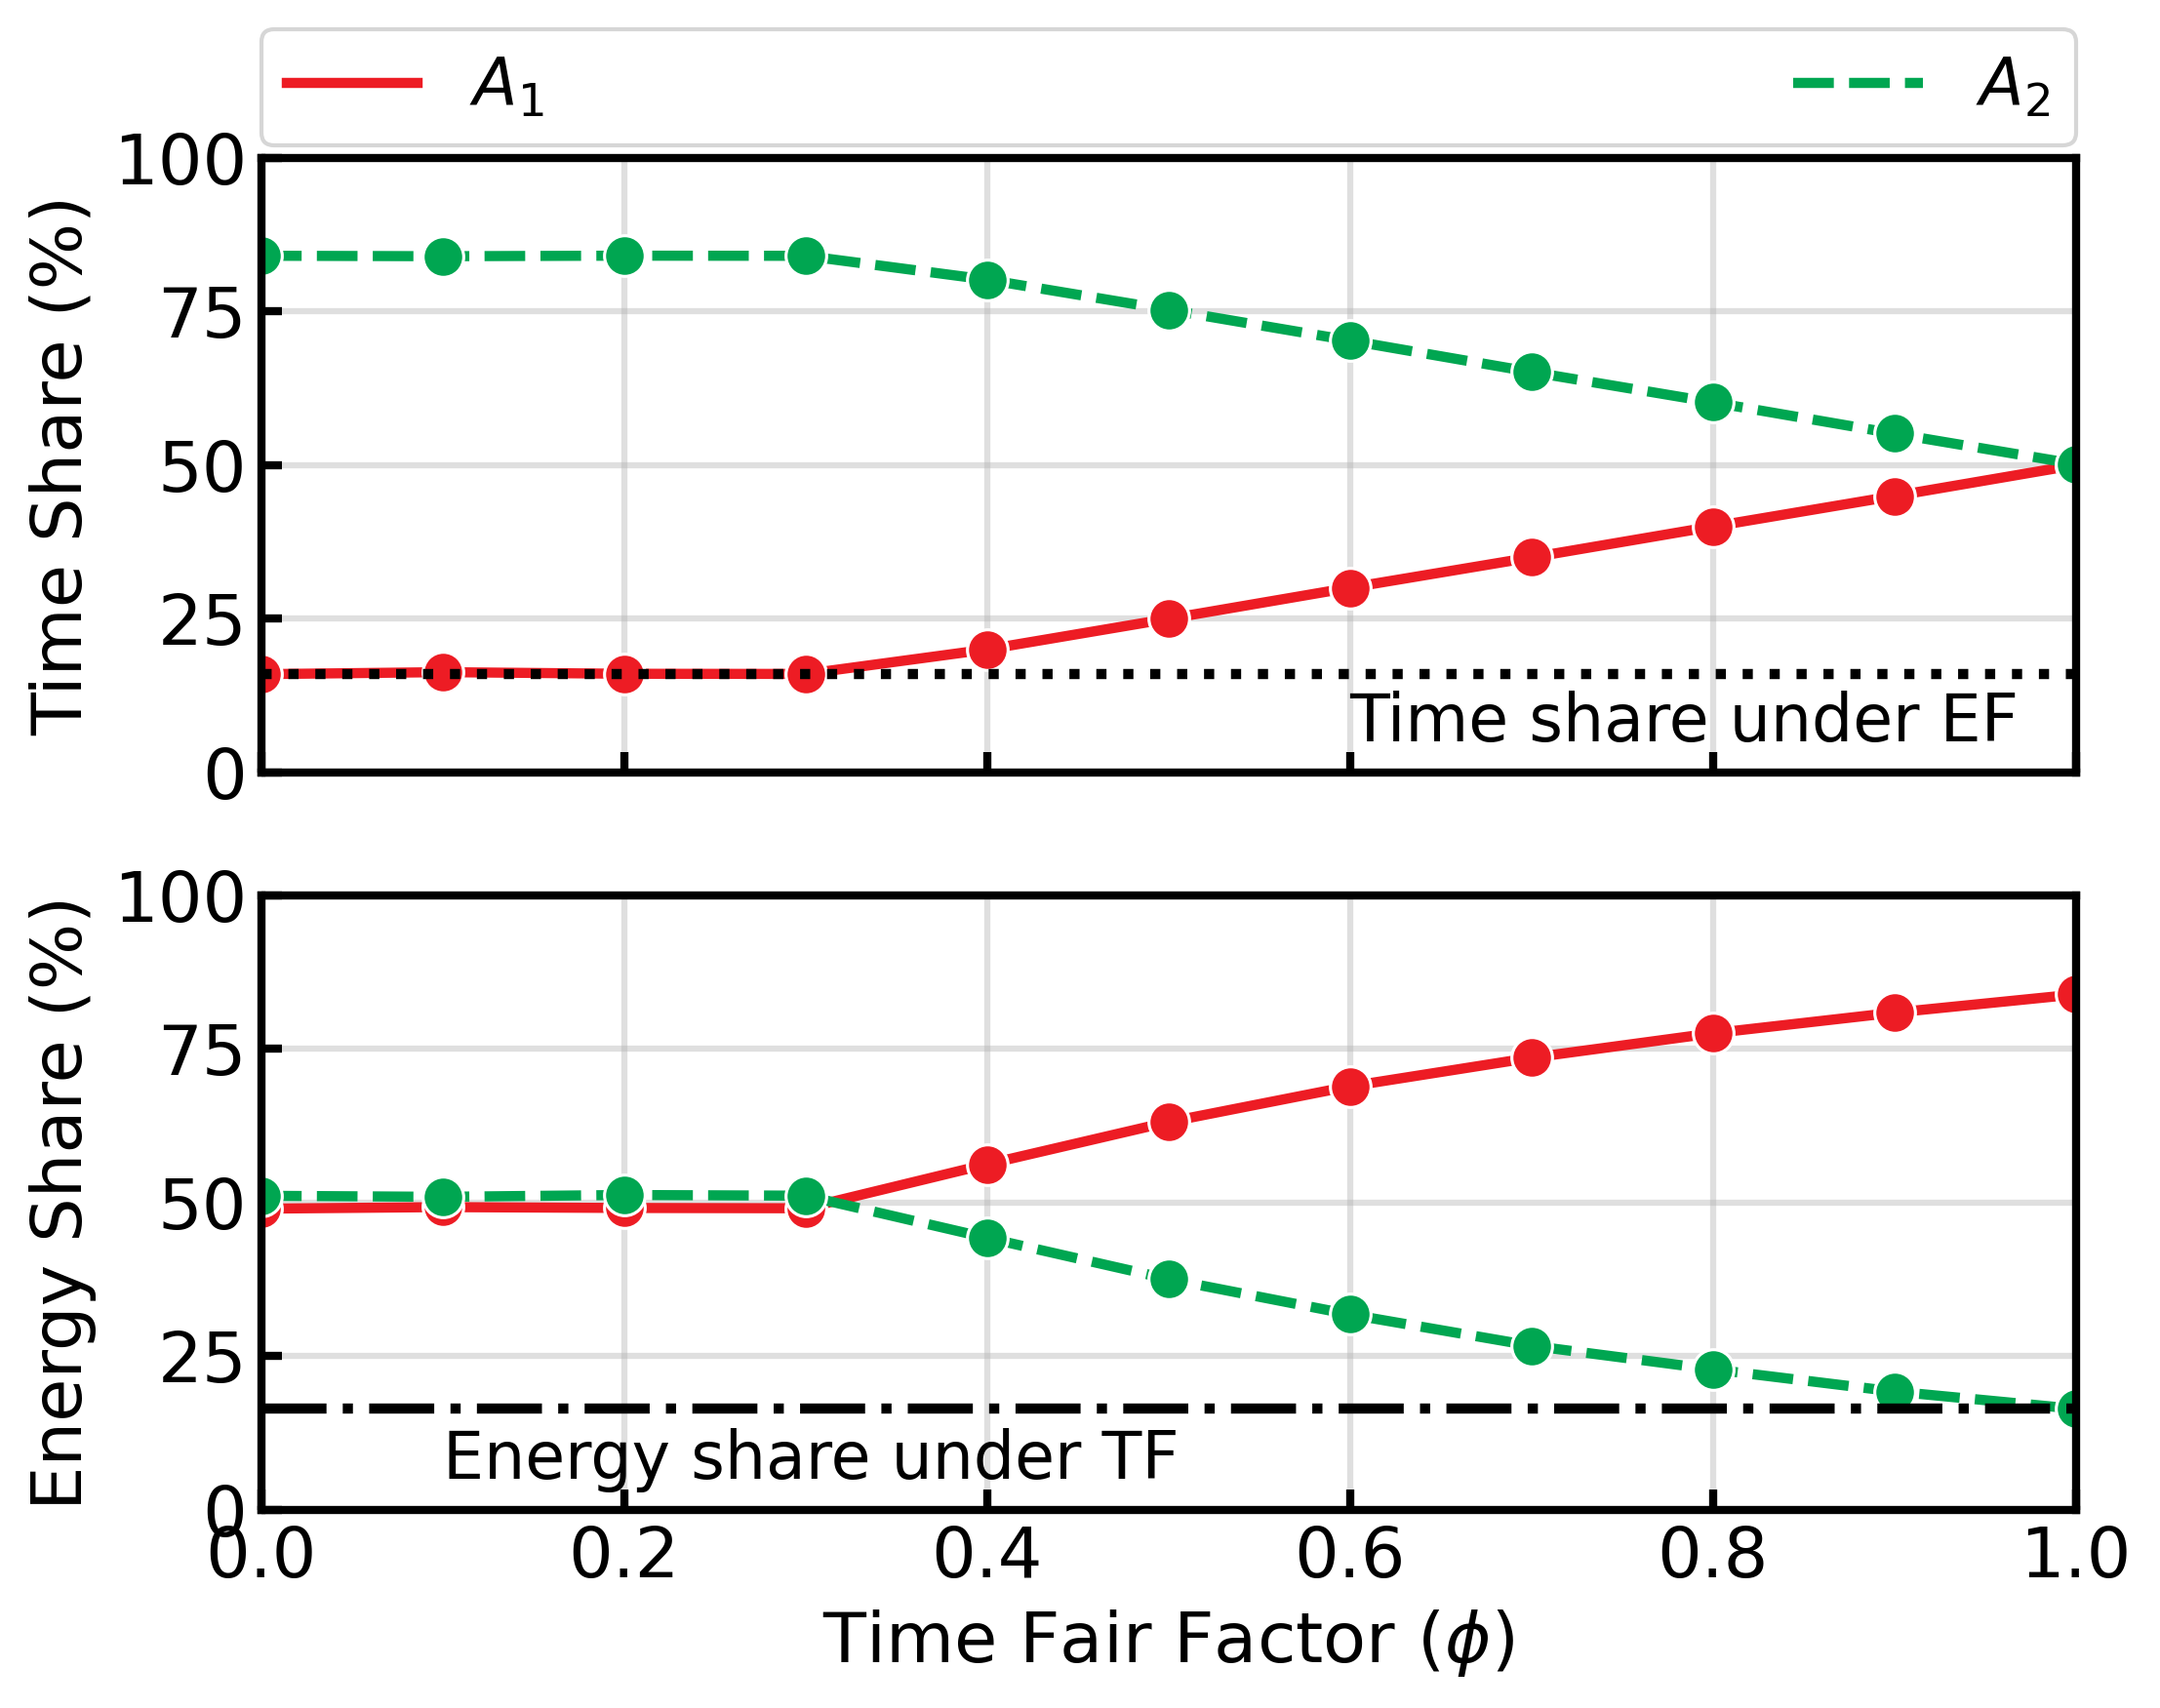 A₁ A₂
Time Share (%)
100
75
50
25
0
Time share under EF
Energy Share (%)
100
75
50
25
0
Energy share under TF
0.0 0.2 0.4 0.6 0.8 1.0
Time Fair Factor (ϕ)